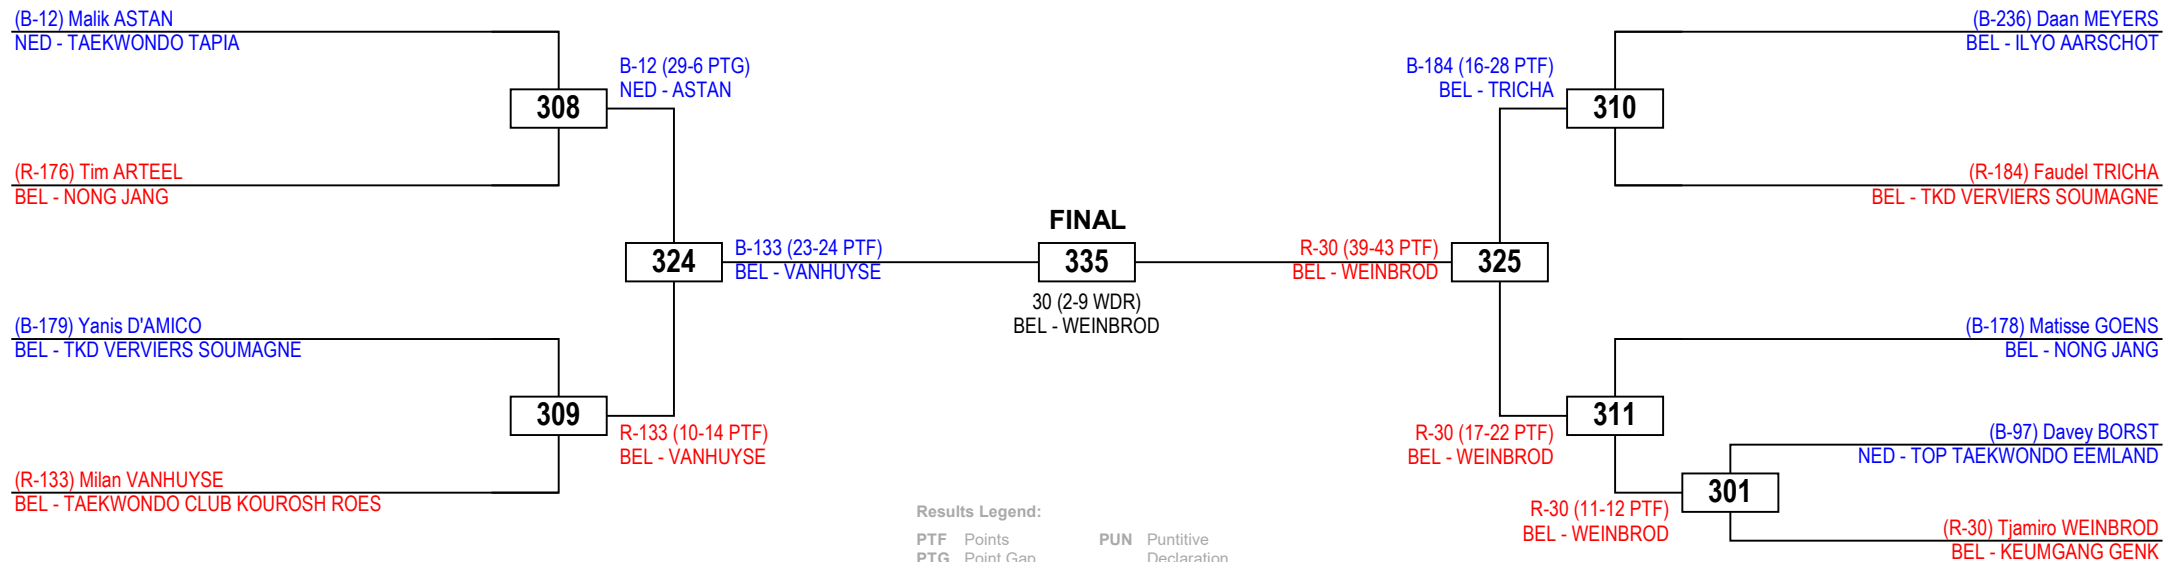 (B-12) Malik ASTAN
NED - TAEKWONDO TAPIA
B-12 (29-6 PTG)
NED - ASTAN
308
(R-176) Tim ARTEEL
BEL - NONG JANG
324
B-133 (23-24 PTF)
BEL - VANHUYSE
(B-179) Yanis D'AMICO
BEL - TKD VERVIERS SOUMAGNE
309
R-133 (10-14 PTF)
BEL - VANHUYSE
(R-133) Milan VANHUYSE
BEL - TAEKWONDO CLUB KOUROSH ROES
FINAL
335
30 (2-9 WDR)
BEL - WEINBROD
(B-236) Daan MEYERS
BEL - ILYO AARSCHOT
B-184 (16-28 PTF)
BEL - TRICHA
310
(R-184) Faudel TRICHA
BEL - TKD VERVIERS SOUMAGNE
R-30 (39-43 PTF)
BEL - WEINBROD
325
(B-178) Matisse GOENS
BEL - NONG JANG
311
R-30 (17-22 PTF)
BEL - WEINBROD
(B-97) Davey BORST
NED - TOP TAEKWONDO EEMLAND
301
R-30 (11-12 PTF)
BEL - WEINBROD
(R-30) Tjamiro WEINBROD
BEL - KEUMGANG GENK
Results Legend:
PTF Points PUN Puntitive
PTG Point Gap Declaration